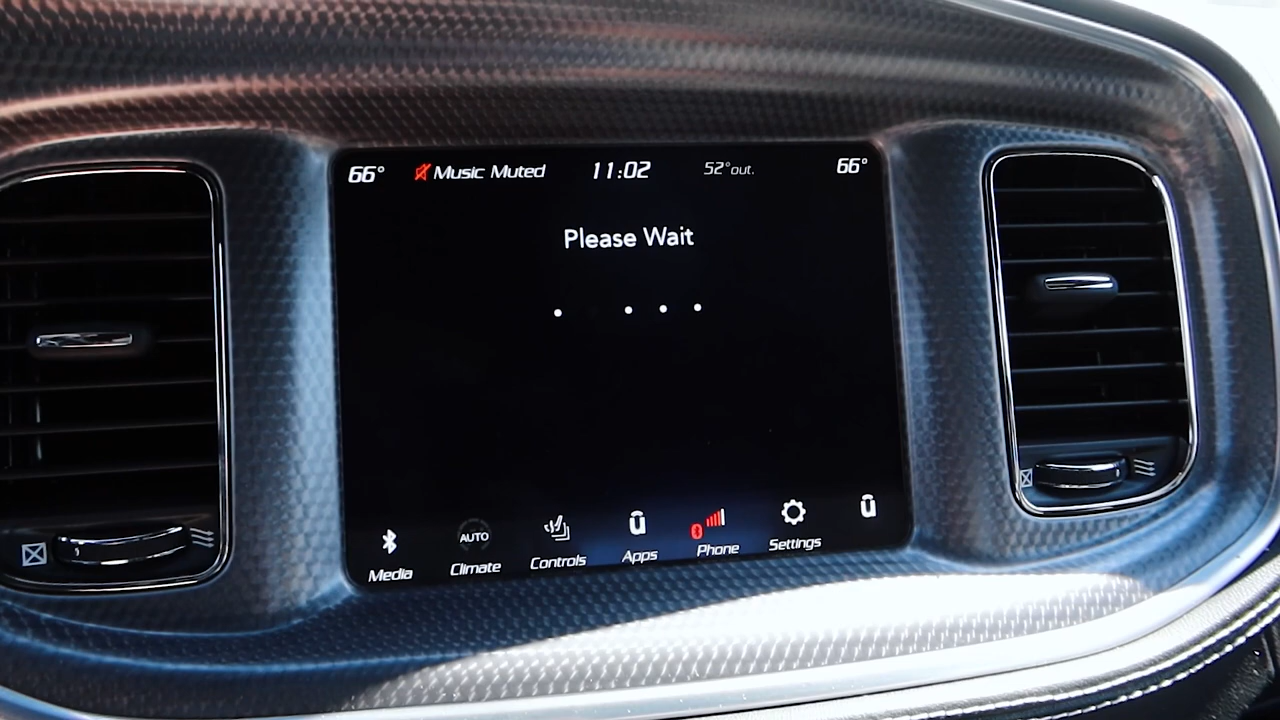 66° Music Muted 11:02 52°out. 66°
Please Wait
AUTO
Media Climate Controls Apps Phone Settings